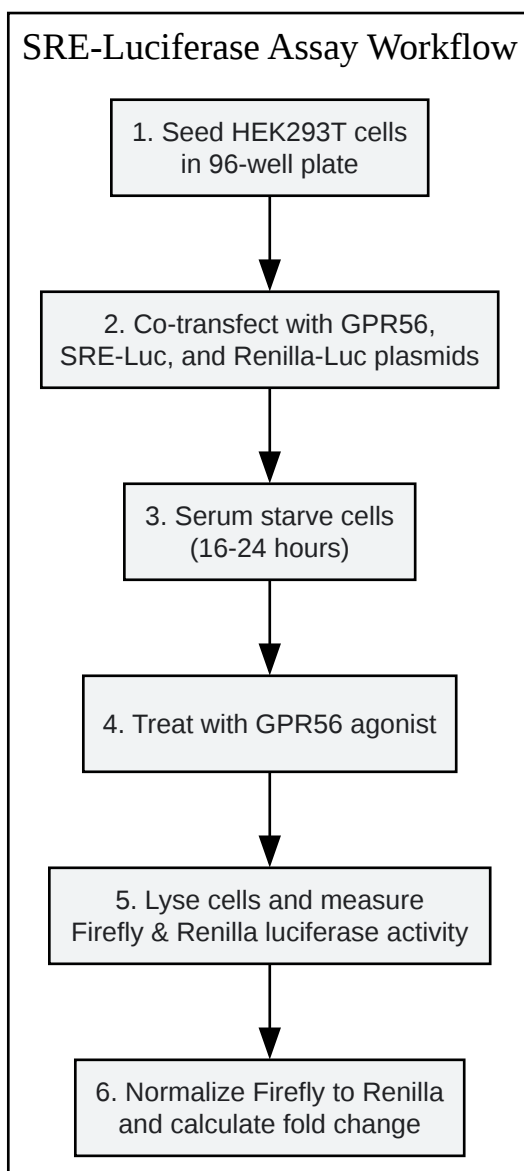 SRE-Luciferase Assay Workflow
1. Seed HEK293T cells
in 96-well plate
2. Co-transfect with GPR56,
SRE-Luc, and Renilla-Luc plasmids
3. Serum starve cells
(16-24 hours)
4. Treat with GPR56 agonist
5. Lyse cells and measure
Firefly & Renilla luciferase activity
6. Normalize Firefly to Renilla
and calculate fold change